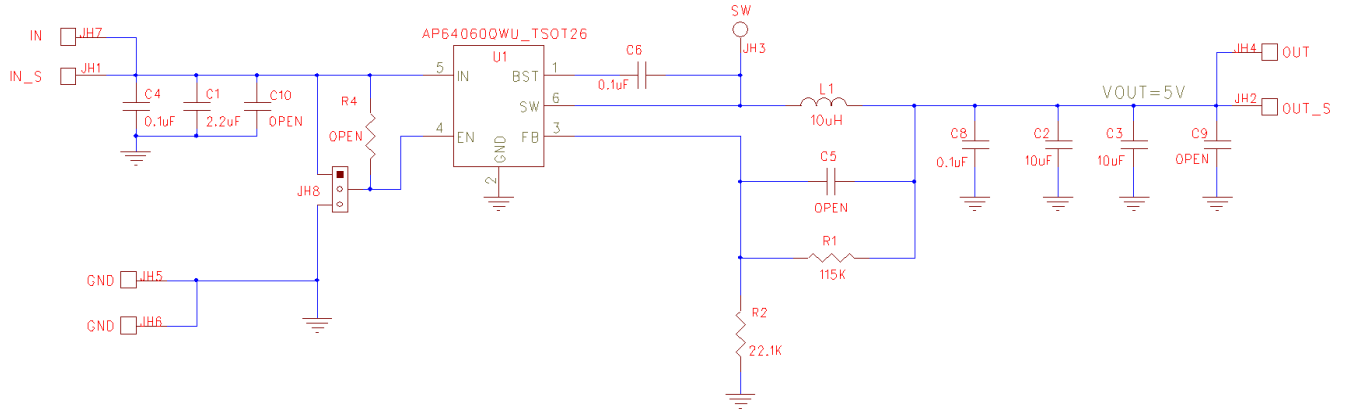 SW
JH3
IN
JH7
IN_S
JH1
AP64060QWU_TSOT26
U1
5
IN
BST
1
SW
6
4
EN
FB
3
GND
2
C6
0.1uF
L1
10uH
VOUT=5V
JH4
OUT
JH2
OUT_S
C4
0.1uF
C1
2.2uF
C10
OPEN
R4
OPEN
JH8
C8
0.1uF
C2
10uF
C3
10uF
C9
OPEN
C5
OPEN
R1
115K
R2
22.1K
GND
JH5
GND
JH6